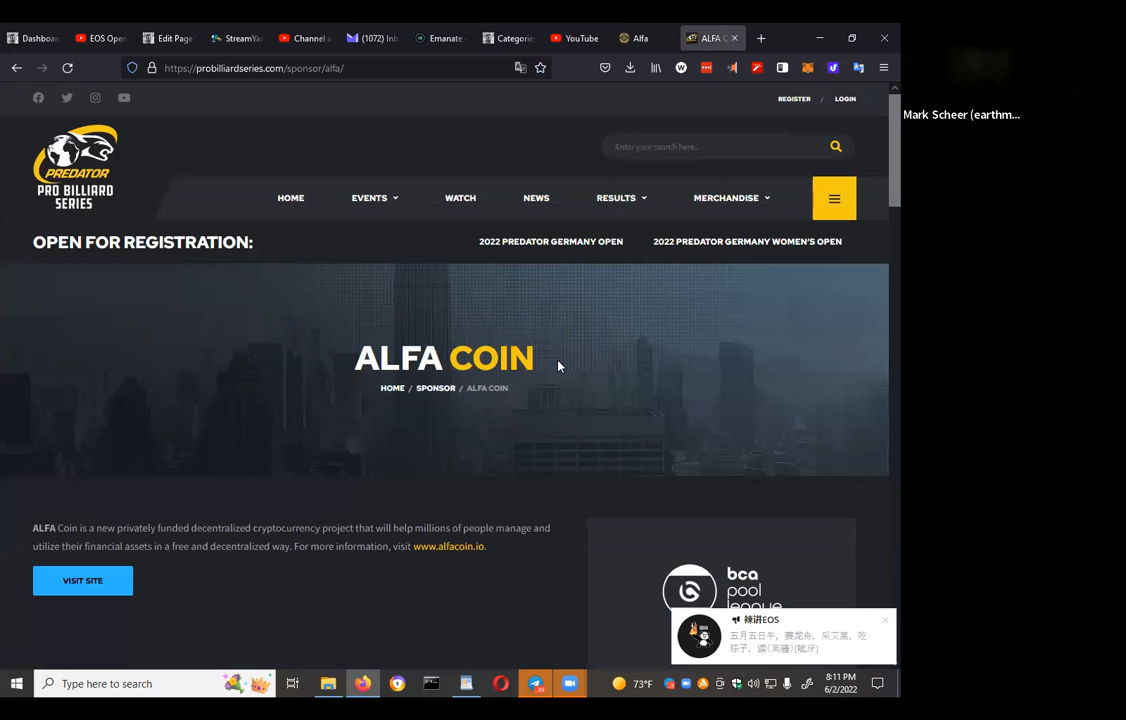 Dashboa
EOS Open
Edit Page
StreamYar
Channel a
(1072) Inb
Emanate
Categorie
YouTube
Alfa
ALFA C
https://probilliardseries.com/sponsor/alfa/
REGISTER / LOGIN
Mark Scheer (earthm...
PREDATOR
PRO BILLIARD
SERIES
Enter your search here..
HOME
EVENTS
WATCH
NEWS
RESULTS
MERCHANDISE
OPEN FOR REGISTRATION:
2022 PREDATOR GERMANY OPEN
2022 PREDATOR GERMANY WOMEN'S OPEN
ALFA COIN
HOME / SPONSOR / ALFA COIN
ALFA Coin is a new privately funded decentralized cryptocurrency project that will help millions of people manage and
utilize their financial assets in a free and decentralized way. For more information, visit www.alfacoin.io.
VISIT SITE
bca
pool
league
辣讲EOS
五月五日午，赛龙舟，采艾蒿，吃
粽子，读《离骚》[呲牙]
Type here to search
73°F
8:11 PM
6/2/2022